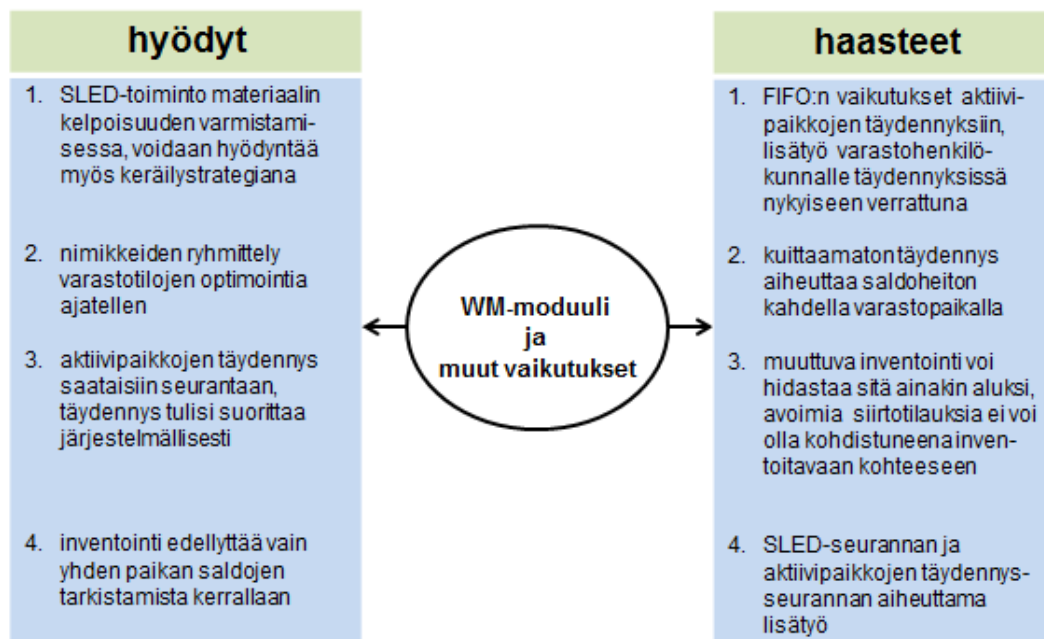 hyödyt
1. SLED-toiminto materiaalin
kelpoisuuden varmistami-
sessa, voidaan hyödyntää
myös keräilystrategiana
2. nimikkeiden ryhmittely
varastotilojen optimointia
ajatellen
3. aktiivipaikkojen täydennys
saataisiin seurantaan,
täydennys tulisi suorittaa
järjestelmällisesti
4. inventointi edellyttää vain
yhden paikan saldojen
tarkistamista kerrallaan
WM-moduuli
ja
muut vaikutukset
haasteet
1. FIFO:n vaikutukset aktiivi-
paikkojen täydennyksiin,
lisätyö varastohenkilö-
kunnalle täydennyksissä
nykyiseen verrattuna
2. kuittaamaton täydennys
aiheuttaa saldoheiton
kahdella varastopaikalla
3. muuttuva inventointi voi
hidastaa sitä ainakin aluksi,
avoimia siirtotilauksia ei voi
olla kohdistuneena inven-
toitavaan kohteeseen
4. SLED-seurannan ja
aktiivipaikkojen täydennys-
seurannan aiheuttama
lisätyö